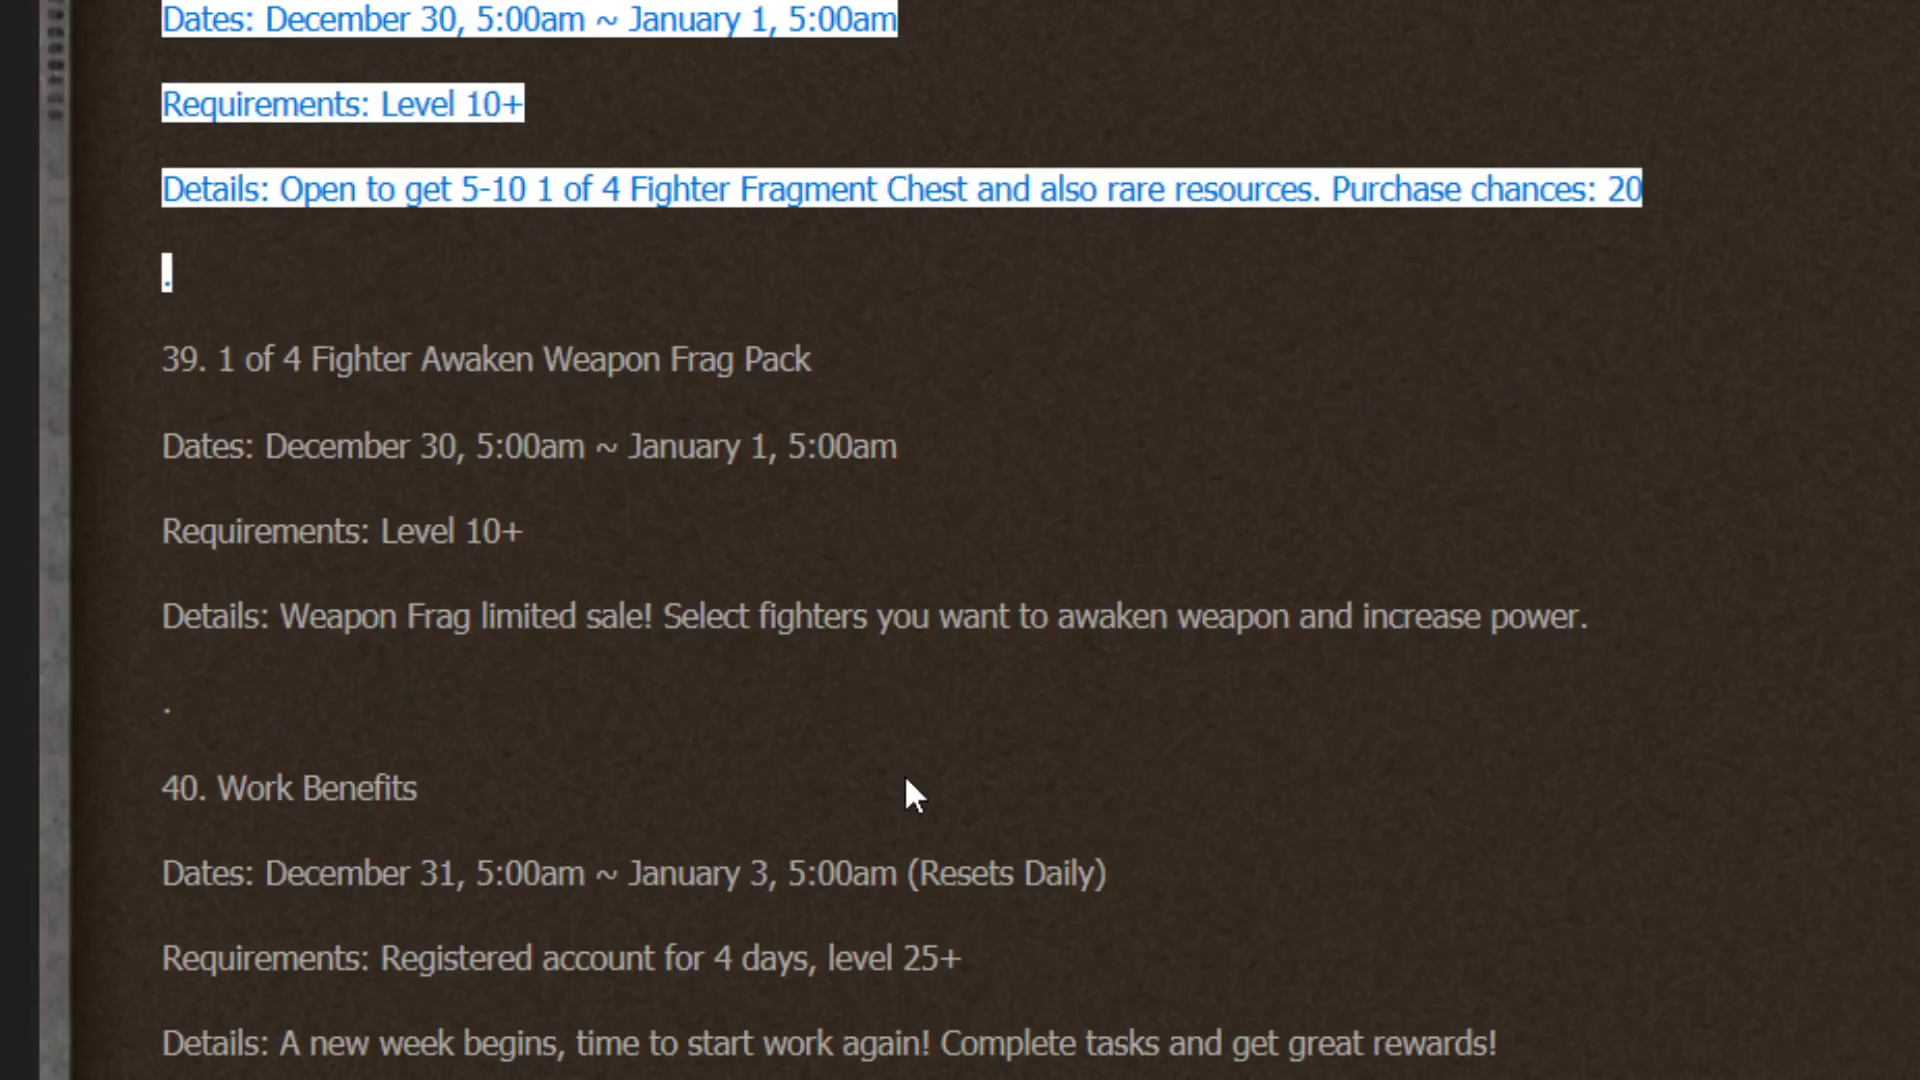 Dates: December 30, 5:00am ~ January 1, 5:00am
Requirements: Level 10+
Details: Open to get 5-10 1 of 4 Fighter Fragment Chest and also rare resources. Purchase chances: 20
.
39. 1 of 4 Fighter Awaken Weapon Frag Pack
Dates: December 30, 5:00am ~ January 1, 5:00am
Requirements: Level 10+
Details: Weapon Frag limited sale! Select fighters you want to awaken weapon and increase power.
.
40. Work Benefits
Dates: December 31, 5:00am ~ January 3, 5:00am (Resets Daily)
Requirements: Registered account for 4 days, level 25+
Details: A new week begins, time to start work again! Complete tasks and get great rewards!